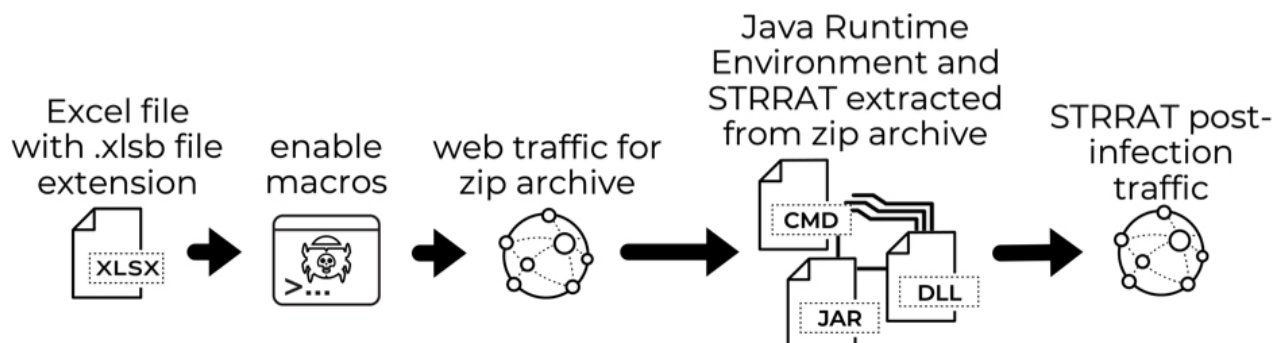 Excel file
with .xlsb file
extension
XLSX
enable
macros
>...
web traffic for
zip archive
Java Runtime
Environment and
STRRAT extracted
from zip archive
CMD
JAR
DLL
STRRAT post-
infection
traffic